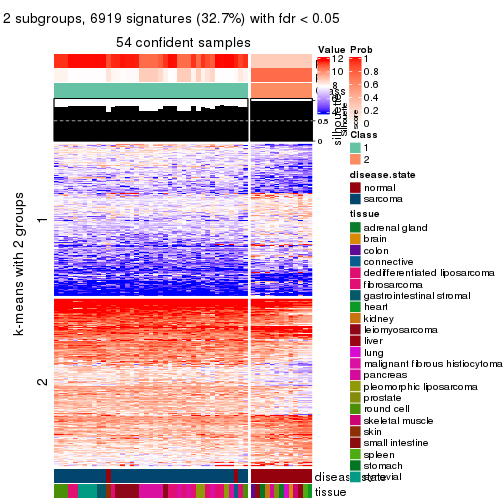 2 subgroups, 6919 signatures (32.7%) with fdr < 0.05
54 confident samples
k-means with 2 groups
1
2
silhouette
score
0.5
0
Value
12
10
8
6
Prob
1
0.8
0.6
0.4
0.2
0
Class
1
2
disease.state
normal
sarcoma
tissue
adrenal gland
brain
colon
connective
dedifferentiated liposarcoma
fibrosarcoma
gastrointestinal stromal
heart
kidney
leiomyosarcoma
liver
lung
malignant fibrous histiocytoma
pancreas
pleomorphic liposarcoma
prostate
round cell
skeletal muscle
skin
small intestine
spleen
stomach
synovial
disease.state
tissue